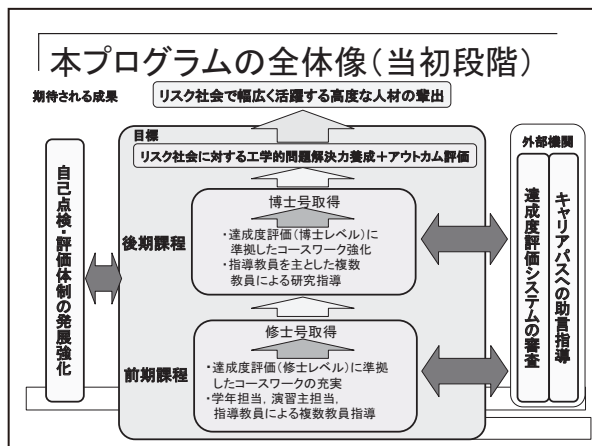 本プログラムの全体像(当初段階)
期待される成果
リスク社会で幅広く活躍する高度な人材の輩出
目標
リスク社会に対する工学的問題解決力養成+アウトカム評価
外部機関
自己点検・評価体制の発展強化
後期課程
博士号取得
・達成度評価(博士レベル)に
準拠したコースワーク強化
・指導教員を主とした複数
教員による研究指導
前期課程
修士号取得
・達成度評価(修士レベル)に準拠
したコースワークの充実
・学年担当，演習主担当，
指導教員による複数教員指導
キャリアパスへの助言指導
達成度評価システムの審査